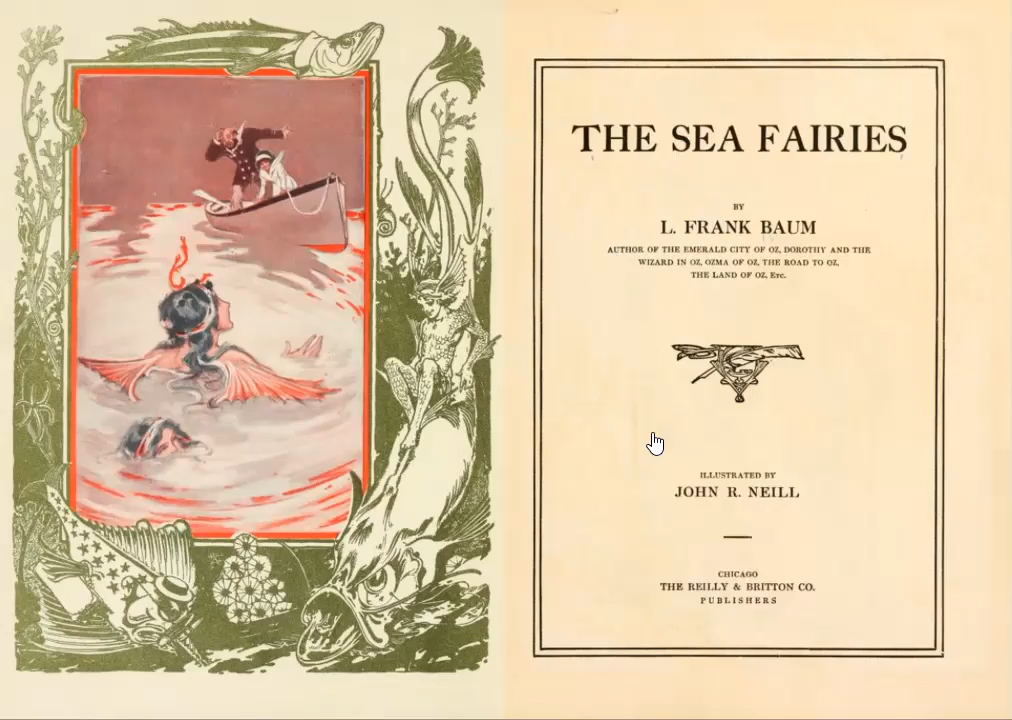 THE SEA FAIRIES
BY
L. FRANK BAUM
AUTHOR OF THE EMERALD CITY OF OZ, DOROTHY AND THE
WIZARD IN OZ, OZMA OF OZ, THE ROAD TO OZ,
THE LAND OF OZ, Etc.
ILLUSTRATED BY
JOHN R. NEILL
CHICAGO
THE REILLY & BRITTON CO.
PUBLISHERS